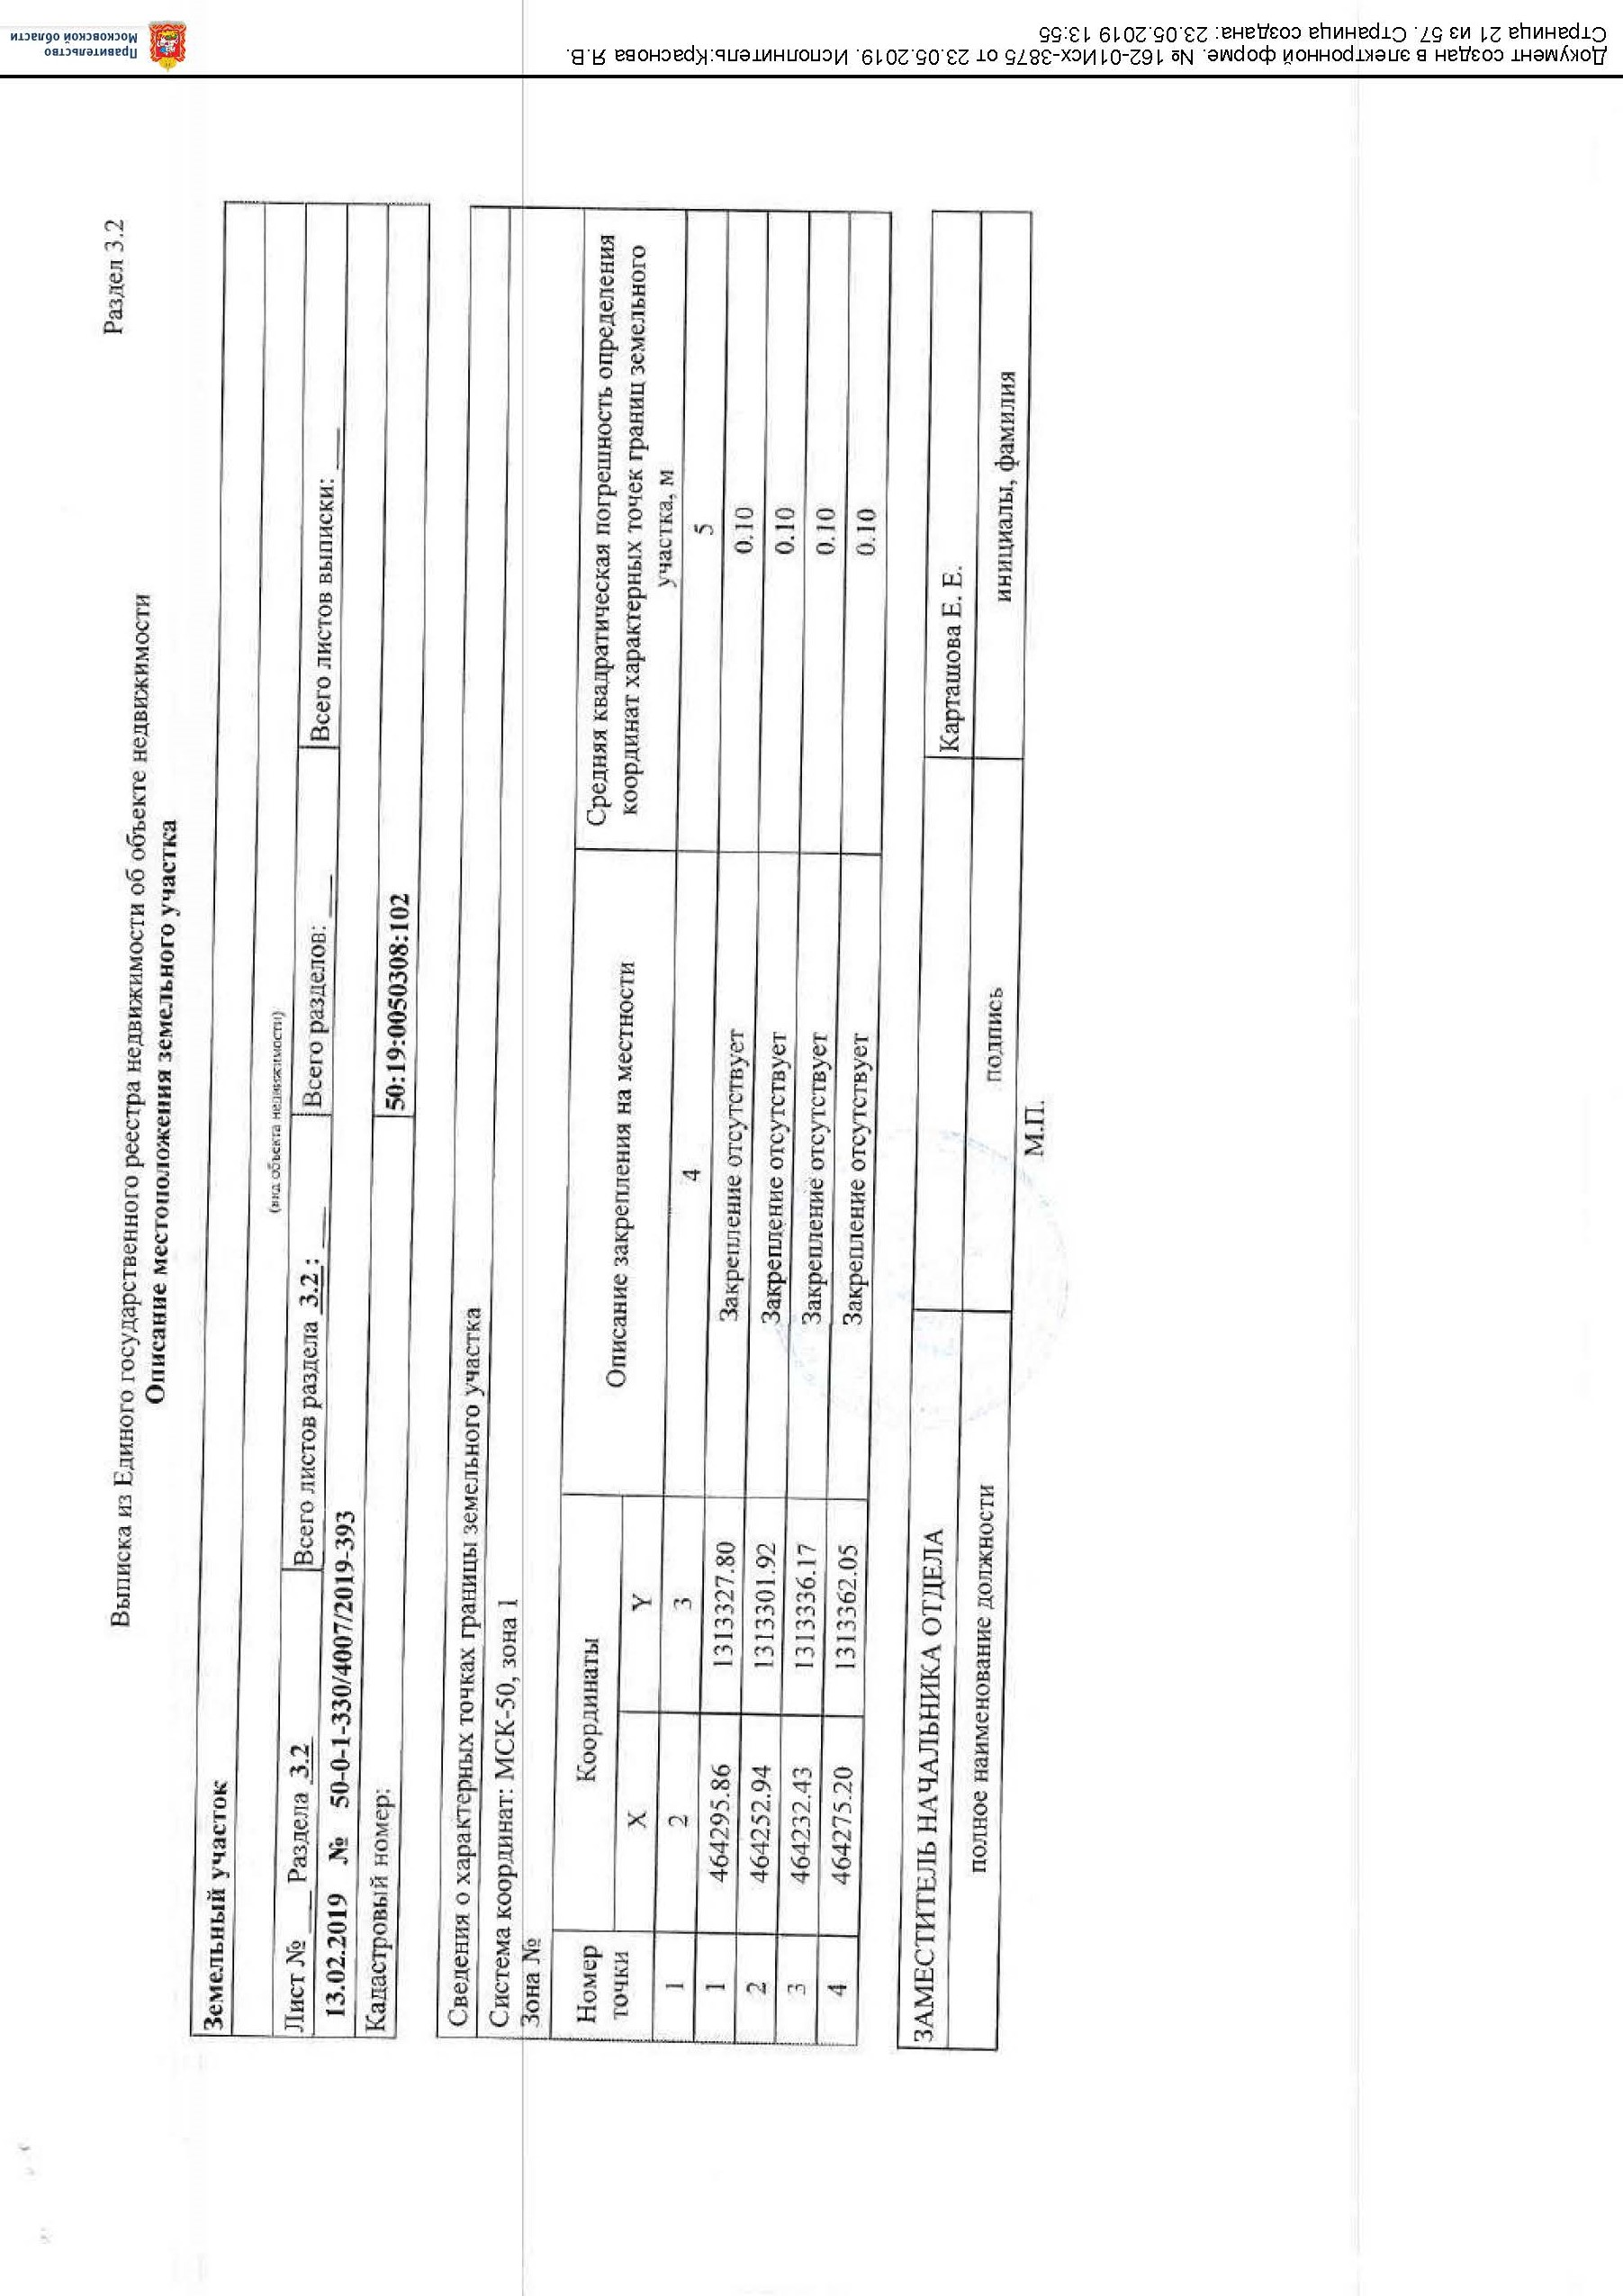 Документ создан в электронной форме. № 162-01Исх-3875 от 23.05.2019. Исполнитель:Краснова Я.В.
Страница 21 из 57. Страница создана: 23.05.2019 13:55
Правительство
Московской области
Раздел 3.2
Выписка из Единого государственного реестра недвижимости об объекте недвижимости
Описание местоположения земельного участка
Земельный участок
(вид объекта недвижимости)
Лист № ___ Раздела 3.2 Всего листов раздела 3.2 : ___ Всего разделов: ___ Всего листов выписки: ___
13.02.2019 № 50-0-1-330/4007/2019-393
Кадастровый номер: 50:19:0050308:102
Сведения о характерных точках границы земельного участка
Система координат: МСК-50, зона 1
Зона №
Номер точки
Координаты
X Y
Описание закрепления на местности
Средняя квадратическая погрешность определения
координат характерных точек границ земельного
участка, м
1 2 3 4 5
1 464295.86 1313327.80 Закрепление отсутствует 0.10
2 464252.94 1313301.92 Закрепление отсутствует 0.10
3 464232.43 1313336.17 Закрепление отсутствует 0.10
4 464275.20 1313362.05 Закрепление отсутствует 0.10
ЗАМЕСТИТЕЛЬ НАЧАЛЬНИКА ОТДЕЛА Карташова Е. Е.
полное наименование должности подпись инициалы, фамилия
М.П.